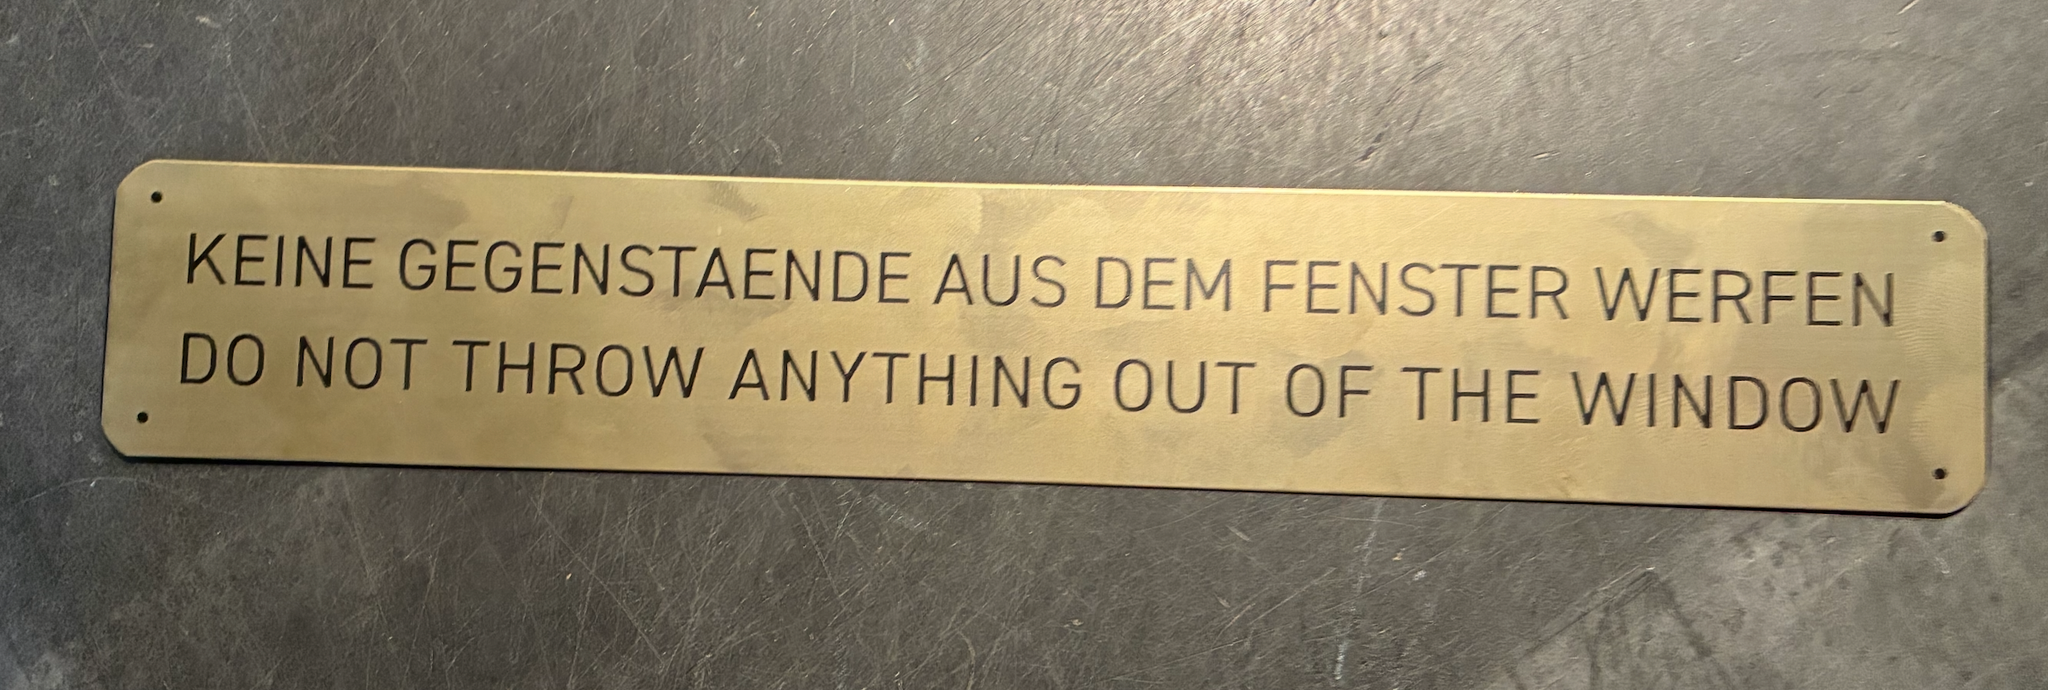 KEINE GEGENSTAENDE AUS DEM FENSTER WERFEN
DO NOT THROW ANYTHING OUT OF THE WINDOW